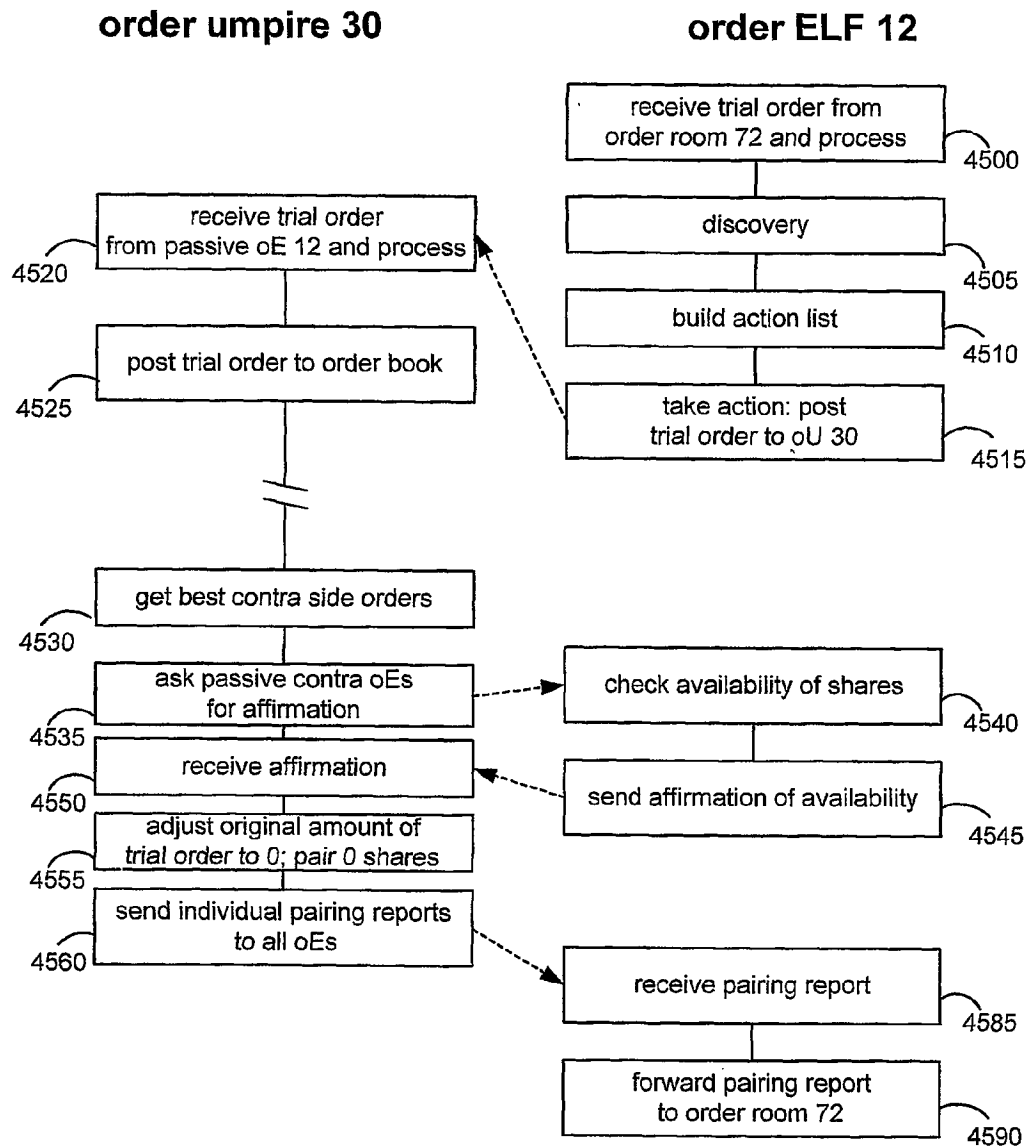 order umpire 30
order ELF 12
receive trial order from
order room 72 and process
4500
discovery
4505
build action list
4510
take action: post
trial order to oU 30
4515
receive trial order
from passive oE 12 and process
4520
post trial order to order book
4525
get best contra side orders
4530
ask passive contra oEs
for affirmation
4535
check availability of shares
4540
send affirmation of availability
4545
receive affirmation
4550
adjust original amount of
trial order to 0; pair 0 shares
4555
send individual pairing reports
to all oEs
4560
receive pairing report
4585
forward pairing report
to order room 72
4590